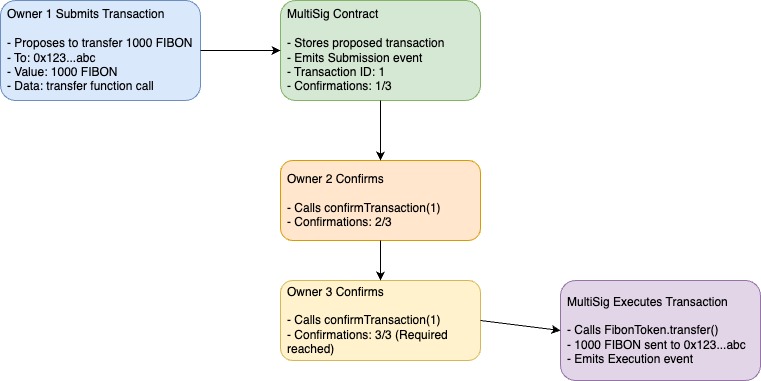 Owner 1 Submits Transaction
- Proposes to transfer 1000 FIBON
- To: 0x123...abc
- Value: 1000 FIBON
- Data: transfer function call
MultiSig Contract
- Stores proposed transaction
- Emits Submission event
- Transaction ID: 1
- Confirmations: 1/3
Owner 2 Confirms
- Calls confirmTransaction(1)
- Confirmations: 2/3
Owner 3 Confirms
- Calls confirmTransaction(1)
- Confirmations: 3/3 (Required
reached)
MultiSig Executes Transaction
- Calls FibonToken.transfer()
- 1000 FIBON sent to 0x123...abc
- Emits Execution event